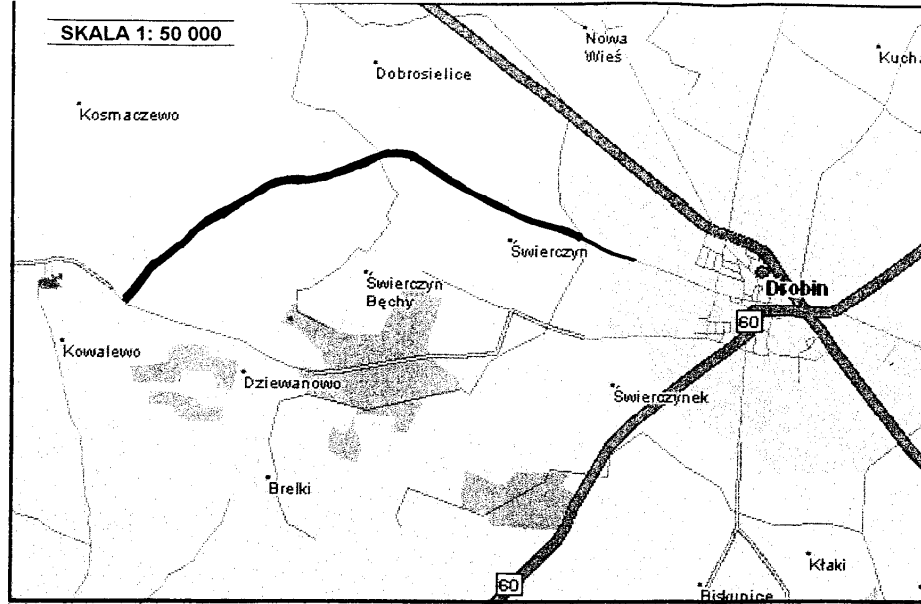 SKALA 1: 50 000
Nowa
Wieś
Kuch
Dobrosielice
Kosmaczewo
Świerczyn
Świerczyn
Bęchy
Drobin
60
Kowalewo
Dziewanowo
Świerczynek
Brelki
60
Kłaki
Biskupice